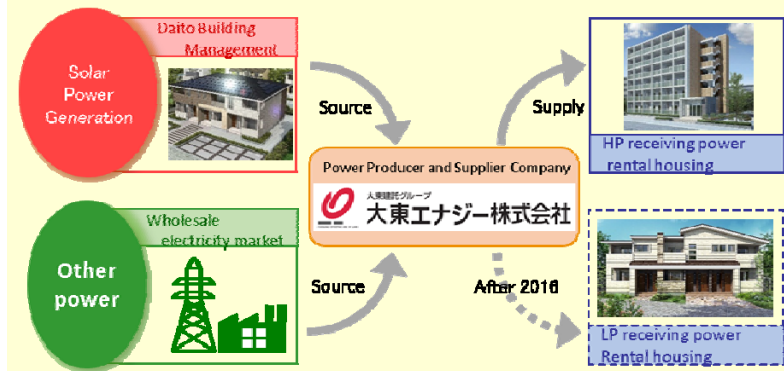 Daito Building
Management
Solar
Power
Generation
Source
Supply
HP receiving power
rental housing
Power Producer and Supplier Company
大東建託グループ
大東エナジー株式会社
Wholesale
electricity market
Other
power
Source
After 2016
LP receiving power
Rental housing